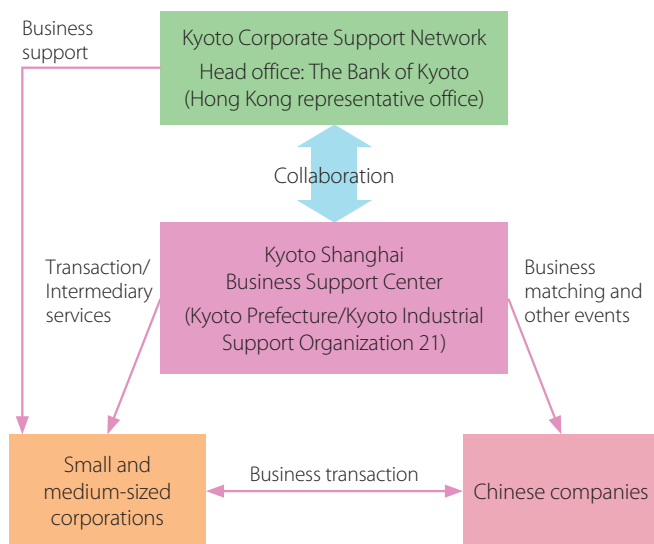 Business
support
Kyoto Corporate Support Network
Head office: The Bank of Kyoto
(Hong Kong representative office)
Collaboration
Transaction/
Intermediary
services
Kyoto Shanghai
Business Support Center
(Kyoto Prefecture/Kyoto Industrial
Support Organization 21)
Business
matching and
other events
Small and
medium-sized
corporations
Business transaction
Chinese companies